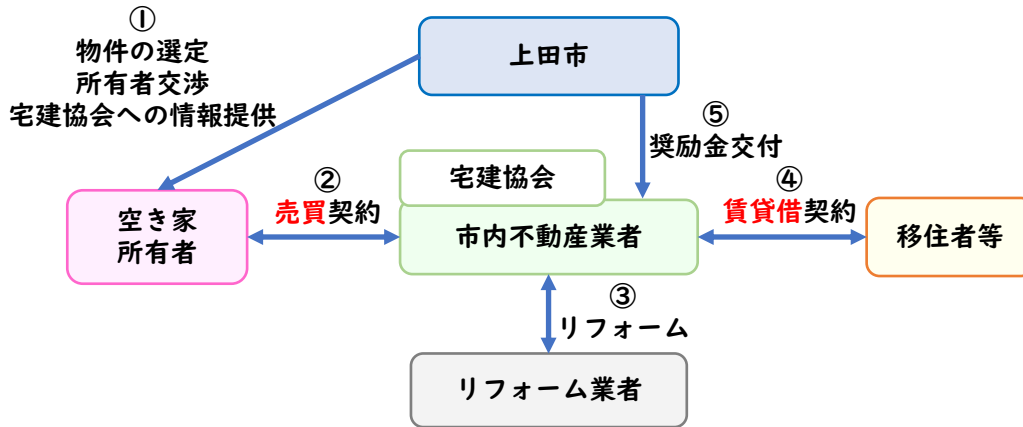 ①
物件の選定
所有者交渉
宅建協会への情報提供
上田市
⑤
奨励金交付
宅建協会
②
売買契約
④
賃貸借契約
空き家
所有者
市内不動産業者
移住者等
③
リフォーム
リフォーム業者